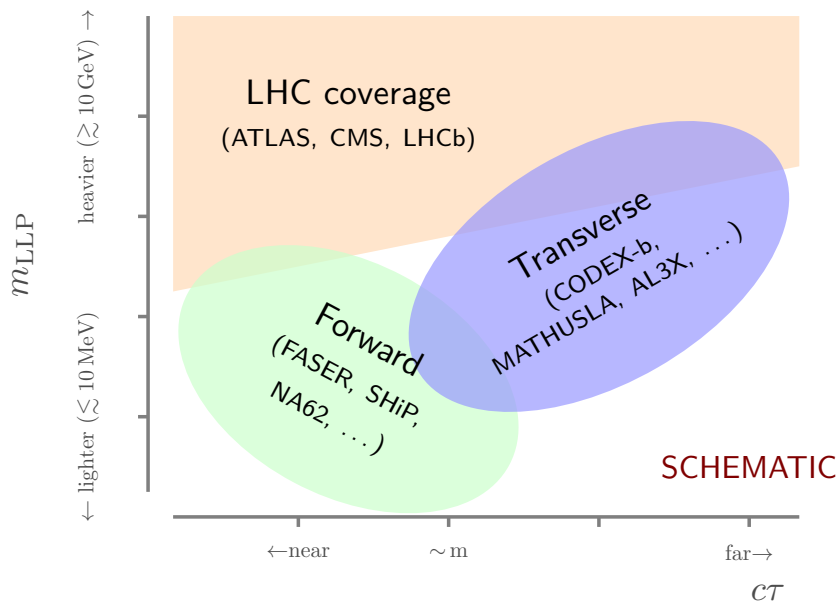 LHC coverage
(ATLAS, CMS, LHCb)
Transverse
(CODEX-b,
MATHUSLA, AL3X, . . . )
Forward
(FASER, SHiP,
NA62, . . . )
SCHEMATIC
m_LLP
heavier (≳ 10 GeV) →
← lighter (≲ 10 MeV)
←near
∼ m
far→
cτ